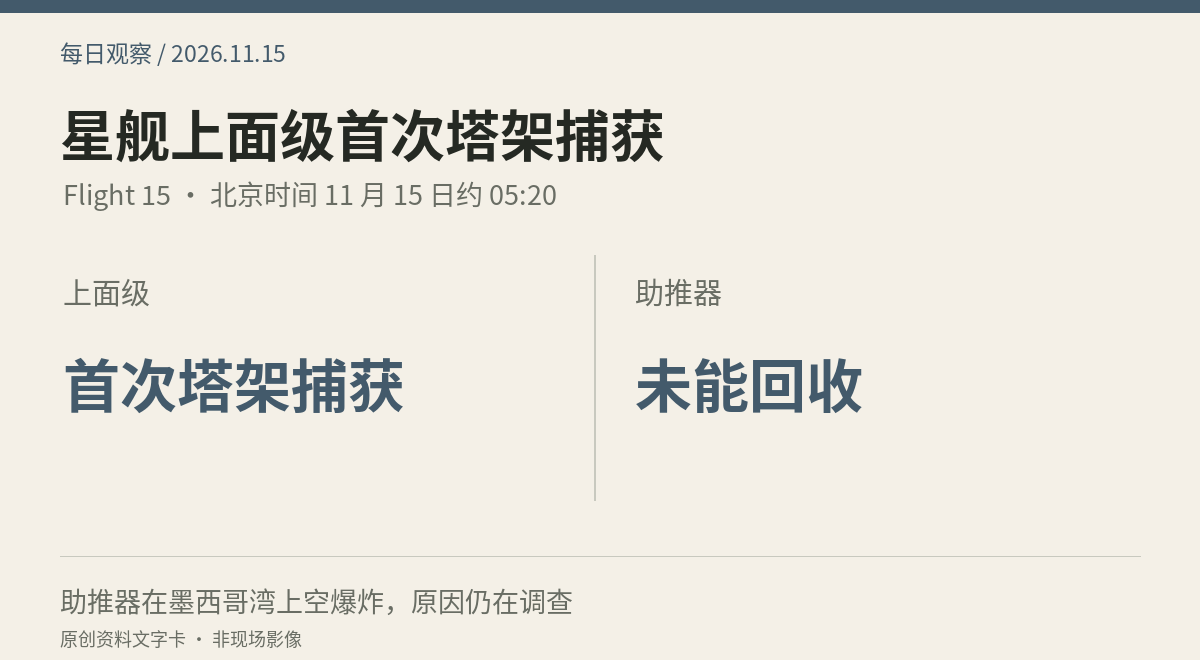 每日观察 / 2026.11.15
星舰上面级首次塔架捕获
Flight 15 · 北京时间 11 月 15 日约 05:20
上面级
首次塔架捕获
助推器
未能回收
助推器在墨西哥湾上空爆炸，原因仍在调查
原创资料文字卡 · 非现场影像